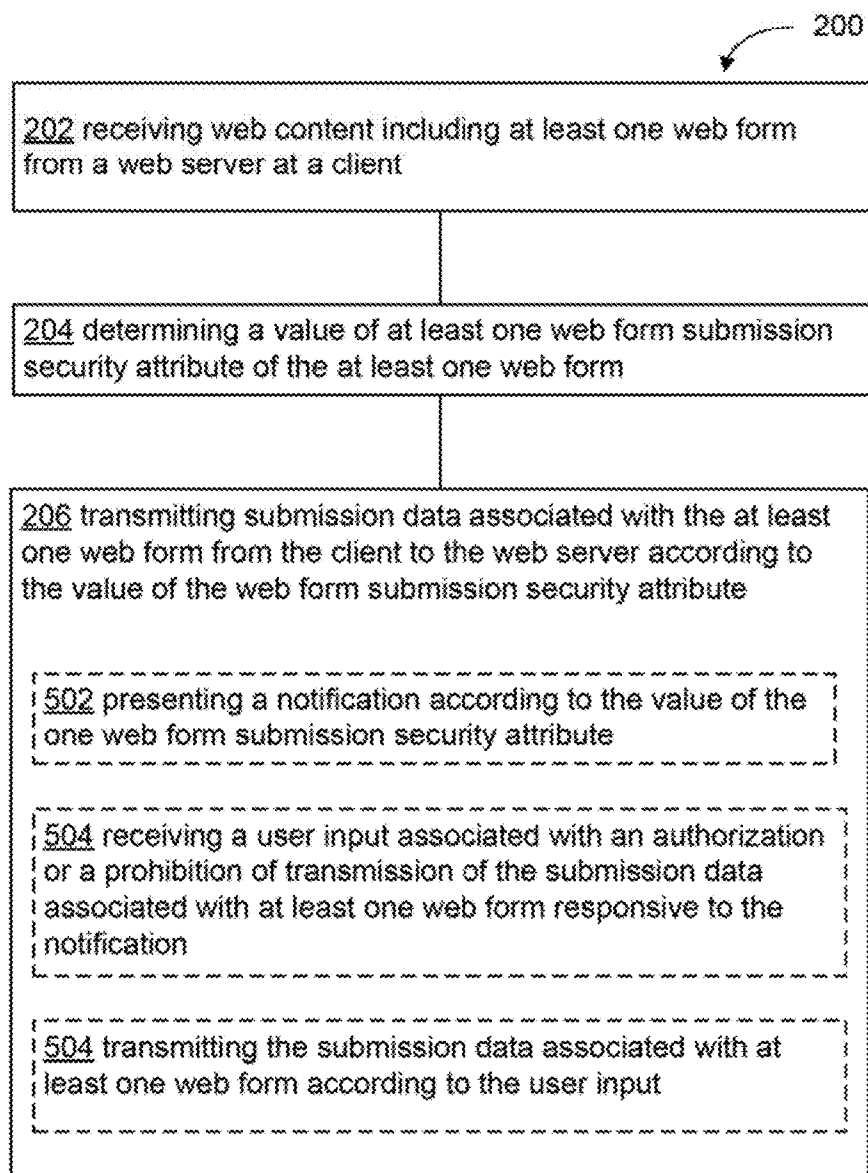 200
202 receiving web content including at least one web form
from a web server at a client
204 determining a value of at least one web form submission
security attribute of the at least one web form
206 transmitting submission data associated with the at least
one web form from the client to the web server according to
the value of the web form submission security attribute
502 presenting a notification according to the value of the
one web form submission security attribute
504 receiving a user input associated with an authorization
or a prohibition of transmission of the submission data
associated with at least one web form responsive to the
notification
504 transmitting the submission data associated with at
least one web form according to the user input